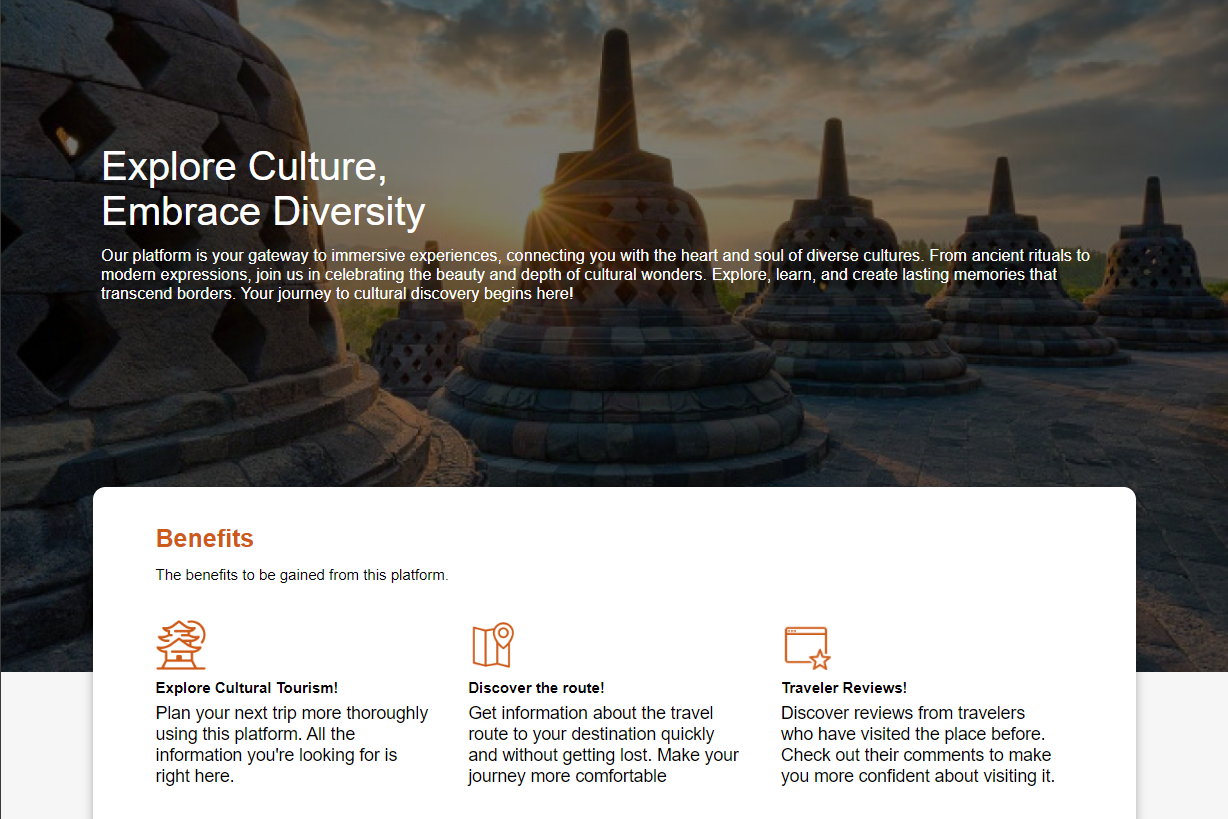 Explore Culture,
Embrace Diversity
Our platform is your gateway to immersive experiences, connecting you with the heart and soul of diverse cultures. From ancient rituals to
modern expressions, join us in celebrating the beauty and depth of cultural wonders. Explore, learn, and create lasting memories that
transcend borders. Your journey to cultural discovery begins here!
Benefits
The benefits to be gained from this platform.
Explore Cultural Tourism!
Plan your next trip more thoroughly
using this platform. All the
information you're looking for is
right here.
Discover the route!
Get information about the travel
route to your destination quickly
and without getting lost. Make your
journey more comfortable
Traveler Reviews!
Discover reviews from travelers
who have visited the place before.
Check out their comments to make
you more confident about visiting it.